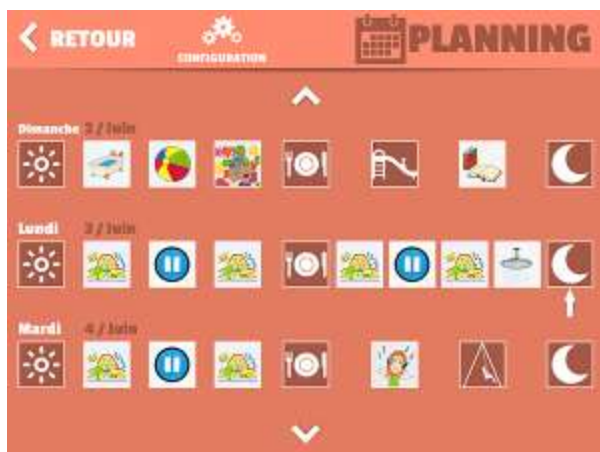 RETOUR
CONFIGURATION
PLANNING
Dimanche 2 / Juin
Lundi 3 / Juin
Mardi 4 / Juin